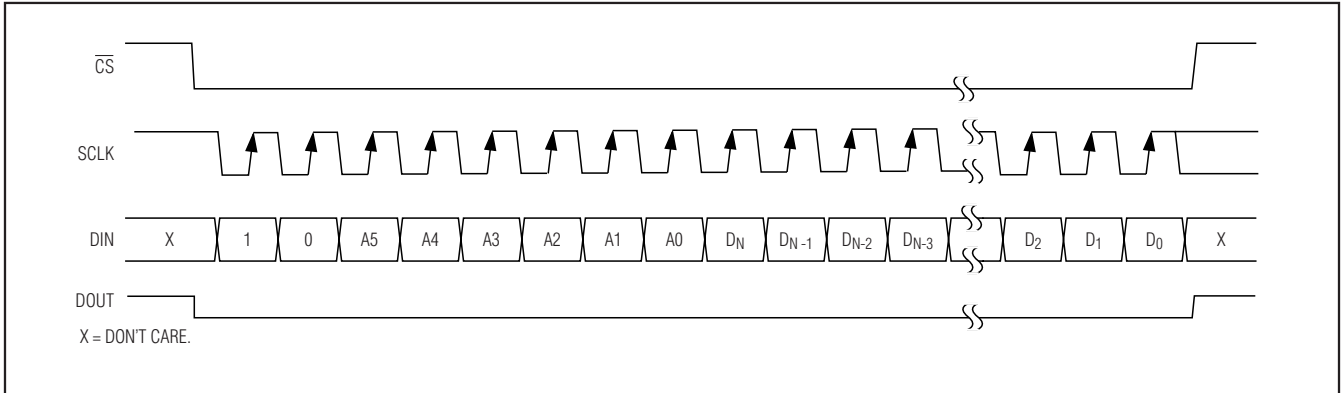 CS
SCLK
DIN X 1 0 A5 A4 A3 A2 A1 A0 DN DN-1 DN-2 DN-3 D2 D1 D0 X
DOUT
X = DON'T CARE.